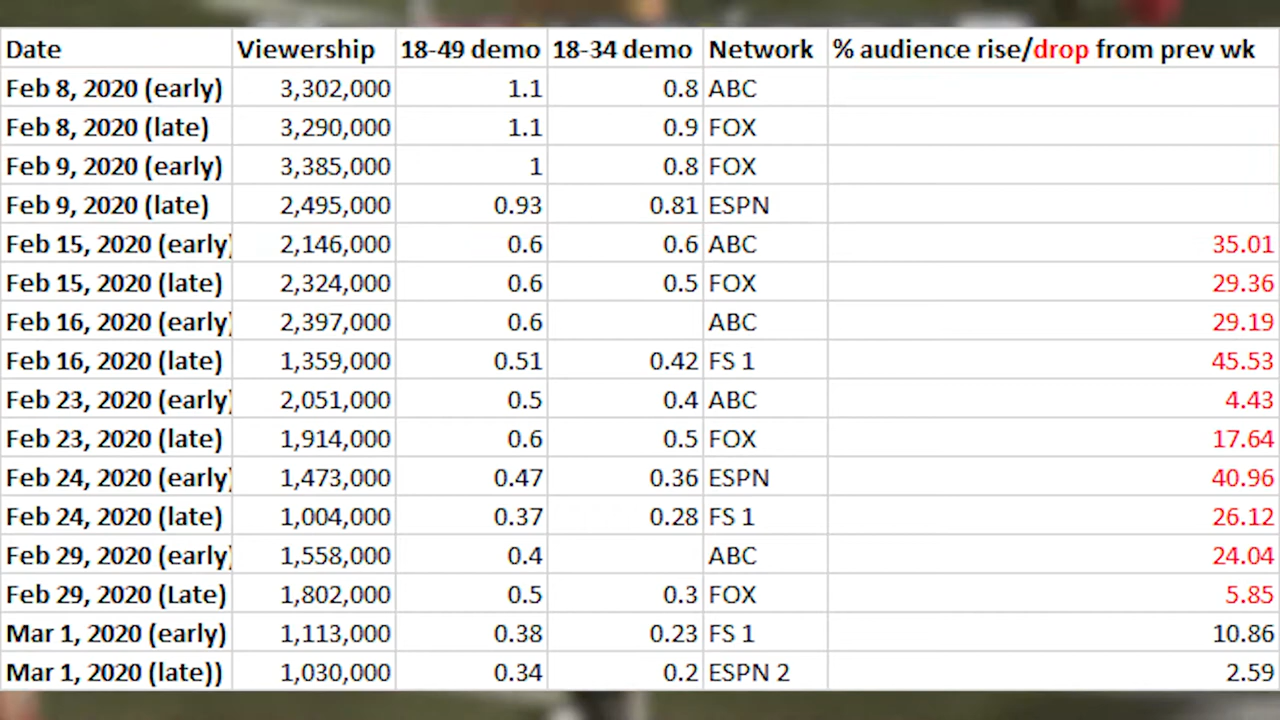 Date Viewership 18-49 demo 18-34 demo Network % audience rise/drop from prev wk
Feb 8, 2020 (early) 3,302,000 1.1 0.8 ABC
Feb 8, 2020 (late) 3,290,000 1.1 0.9 FOX
Feb 9, 2020 (early) 3,385,000 1 0.8 FOX
Feb 9, 2020 (late) 2,495,000 0.93 0.81 ESPN
Feb 15, 2020 (early) 2,146,000 0.6 0.6 ABC 35.01
Feb 15, 2020 (late) 2,324,000 0.6 0.5 FOX 29.36
Feb 16, 2020 (early) 2,397,000 0.6 ABC 29.19
Feb 16, 2020 (late) 1,359,000 0.51 0.42 FS 1 45.53
Feb 23, 2020 (early) 2,051,000 0.5 0.4 ABC 4.43
Feb 23, 2020 (late) 1,914,000 0.6 0.5 FOX 17.64
Feb 24, 2020 (early) 1,473,000 0.47 0.36 ESPN 40.96
Feb 24, 2020 (late) 1,004,000 0.37 0.28 FS 1 26.12
Feb 29, 2020 (early) 1,558,000 0.4 ABC 24.04
Feb 29, 2020 (Late) 1,802,000 0.5 0.3 FOX 5.85
Mar 1, 2020 (early) 1,113,000 0.38 0.23 FS 1 10.86
Mar 1, 2020 (late)) 1,030,000 0.34 0.2 ESPN 2 2.59